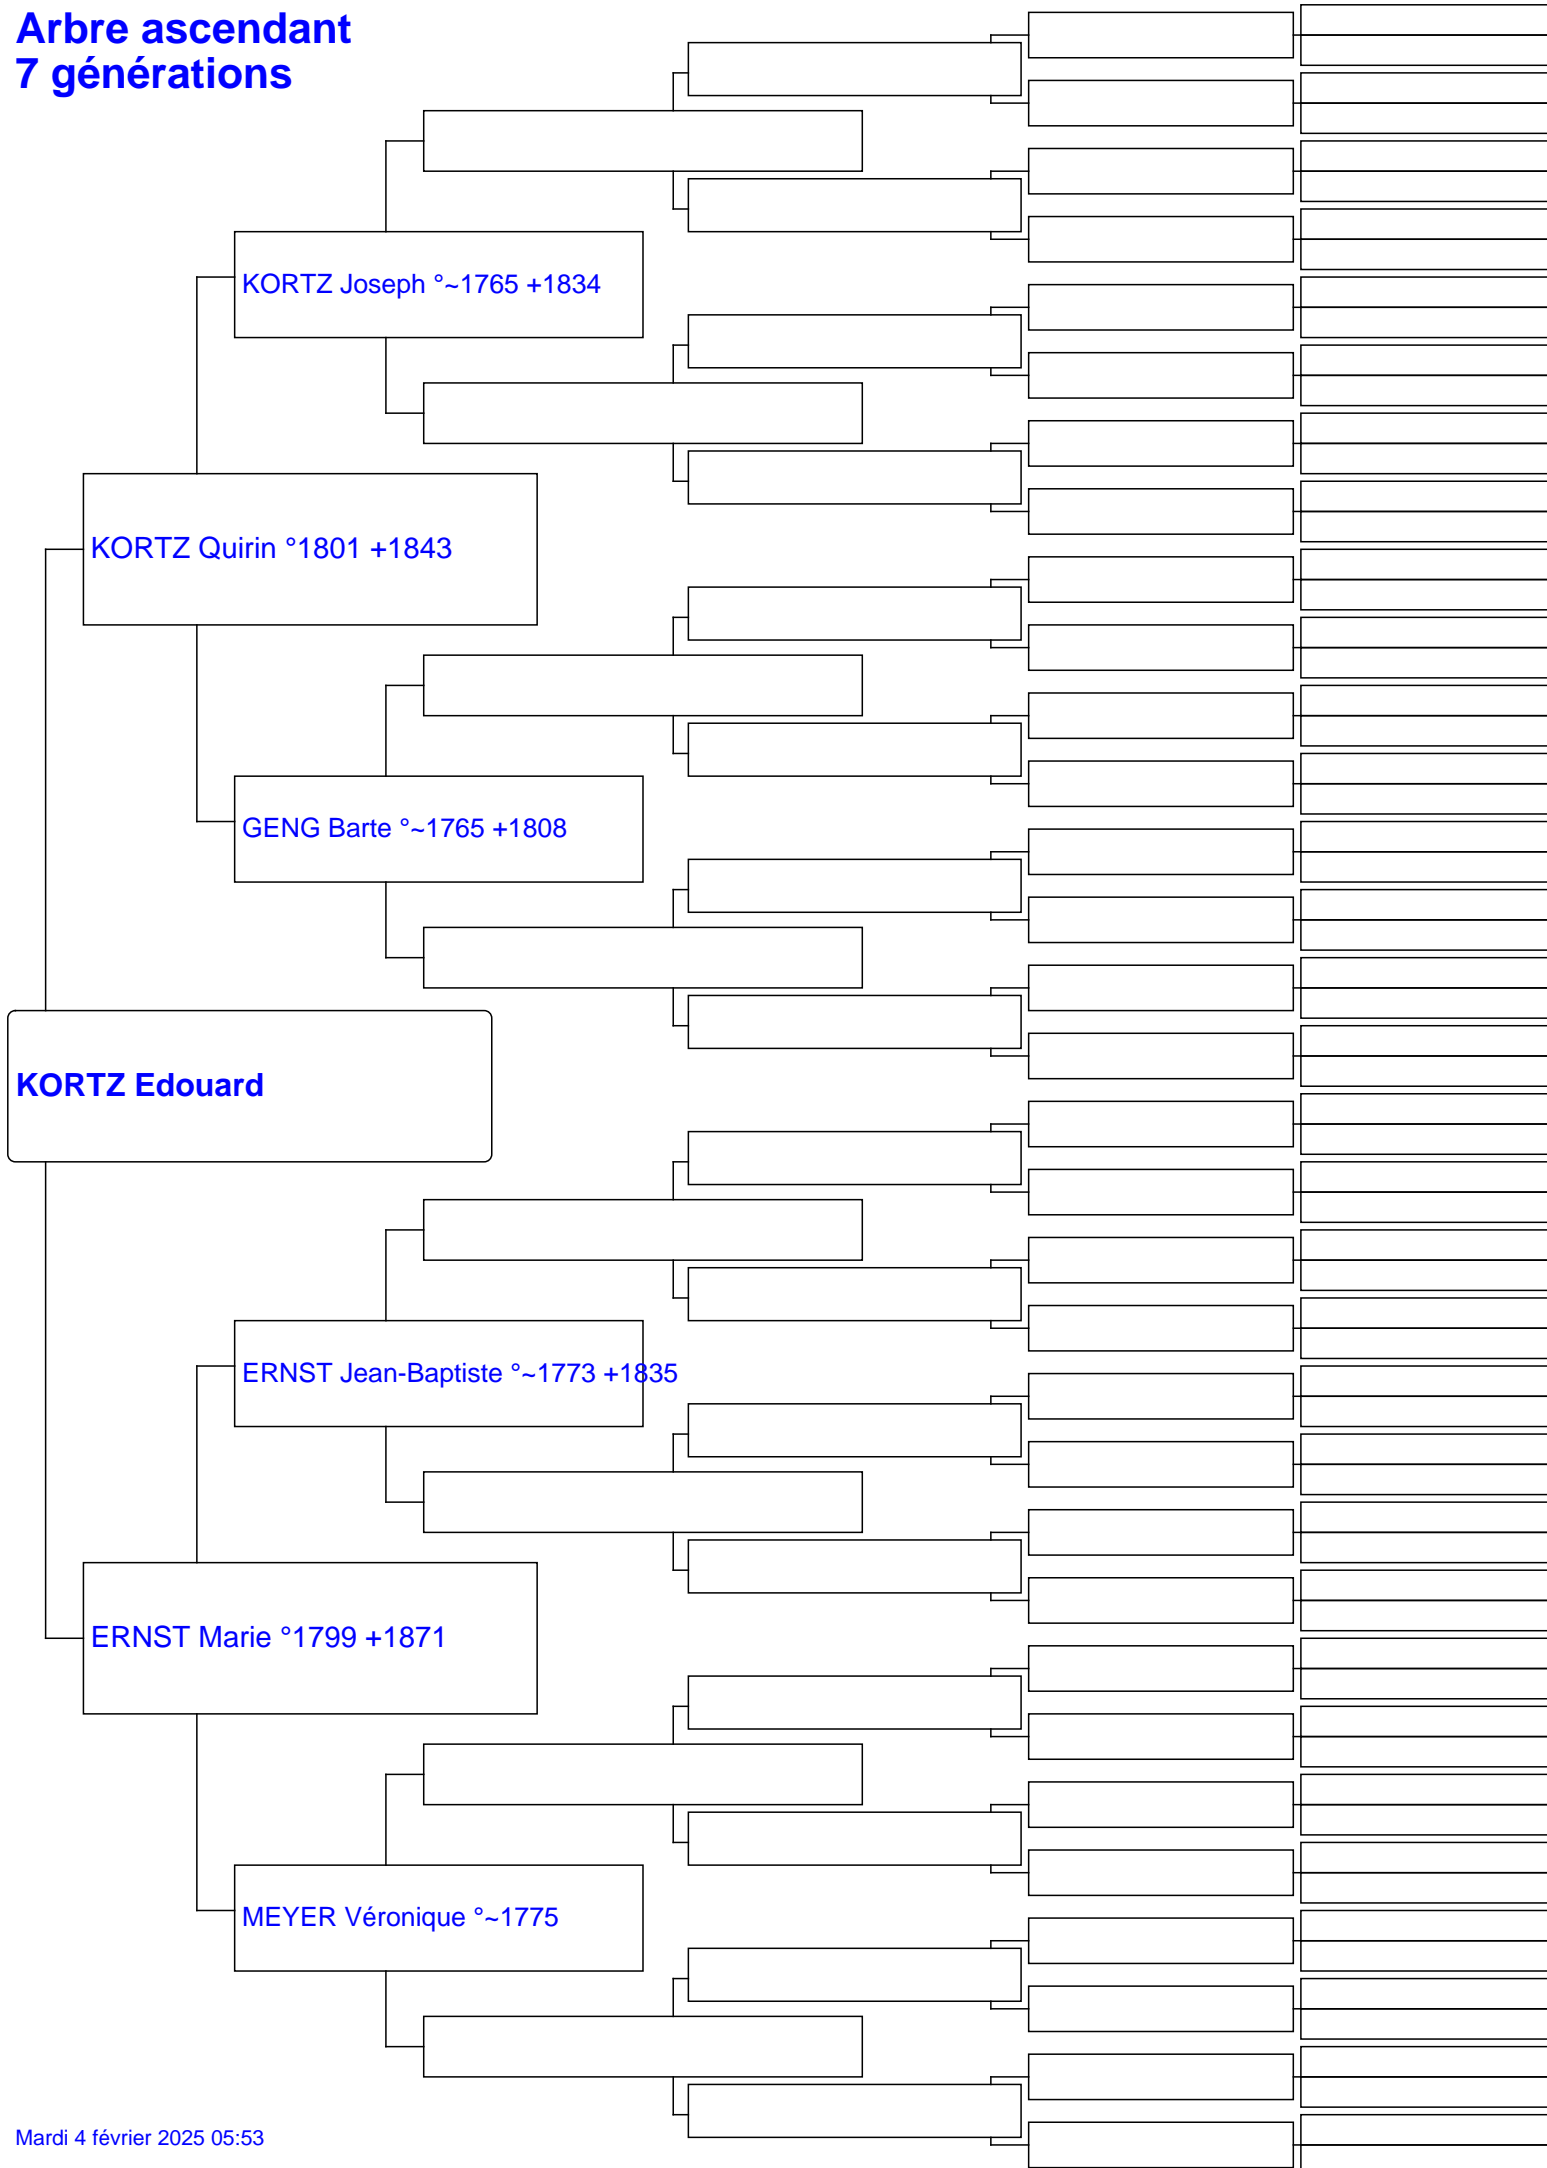 Arbre ascendant
7 générations
KORTZ Joseph °~1765 +1834
KORTZ Quirin °1801 +1843
GENG Barte °~1765 +1808
KORTZ Edouard
ERNST Jean-Baptiste °~1773 +1835
ERNST Marie °1799 +1871
MEYER Véronique °~1775
Mardi 4 février 2025 05:53